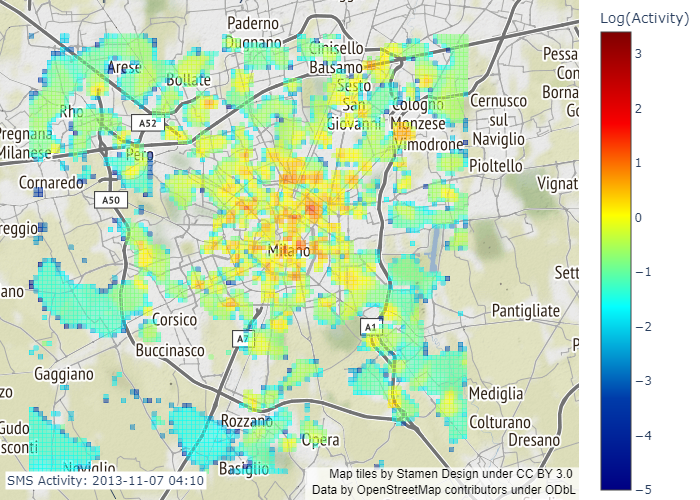 Log(Activity)
3
2
1
0
−1
−2
−3
−4
−5
Paderno
Dugnano
Cinisello
Balsamo
Arese
Bollate
Sesto
San
Giovanni
Cologno
Monzese
Vimodrone
Cernusco
sul
Naviglio
Pessa
Con
Borna
Go
Rho
A52
Pregnana
Milanese
Pero
Pioltello
Cornaredo
Vignat
A50
reggio
Milano
Sett
ano
Corsico
A7
A1
Pantigliate
Buccinasco
P
Gaggiano
zo
Mediglia
Rozzano
Colturano
Gudo
sconti
Opera
Dresano
Noviglio
Basiglio
SMS Activity: 2013-11-07 04:10
Map tiles by Stamen Design under CC BY 3.0
Data by OpenStreetMap contributors under ODbL